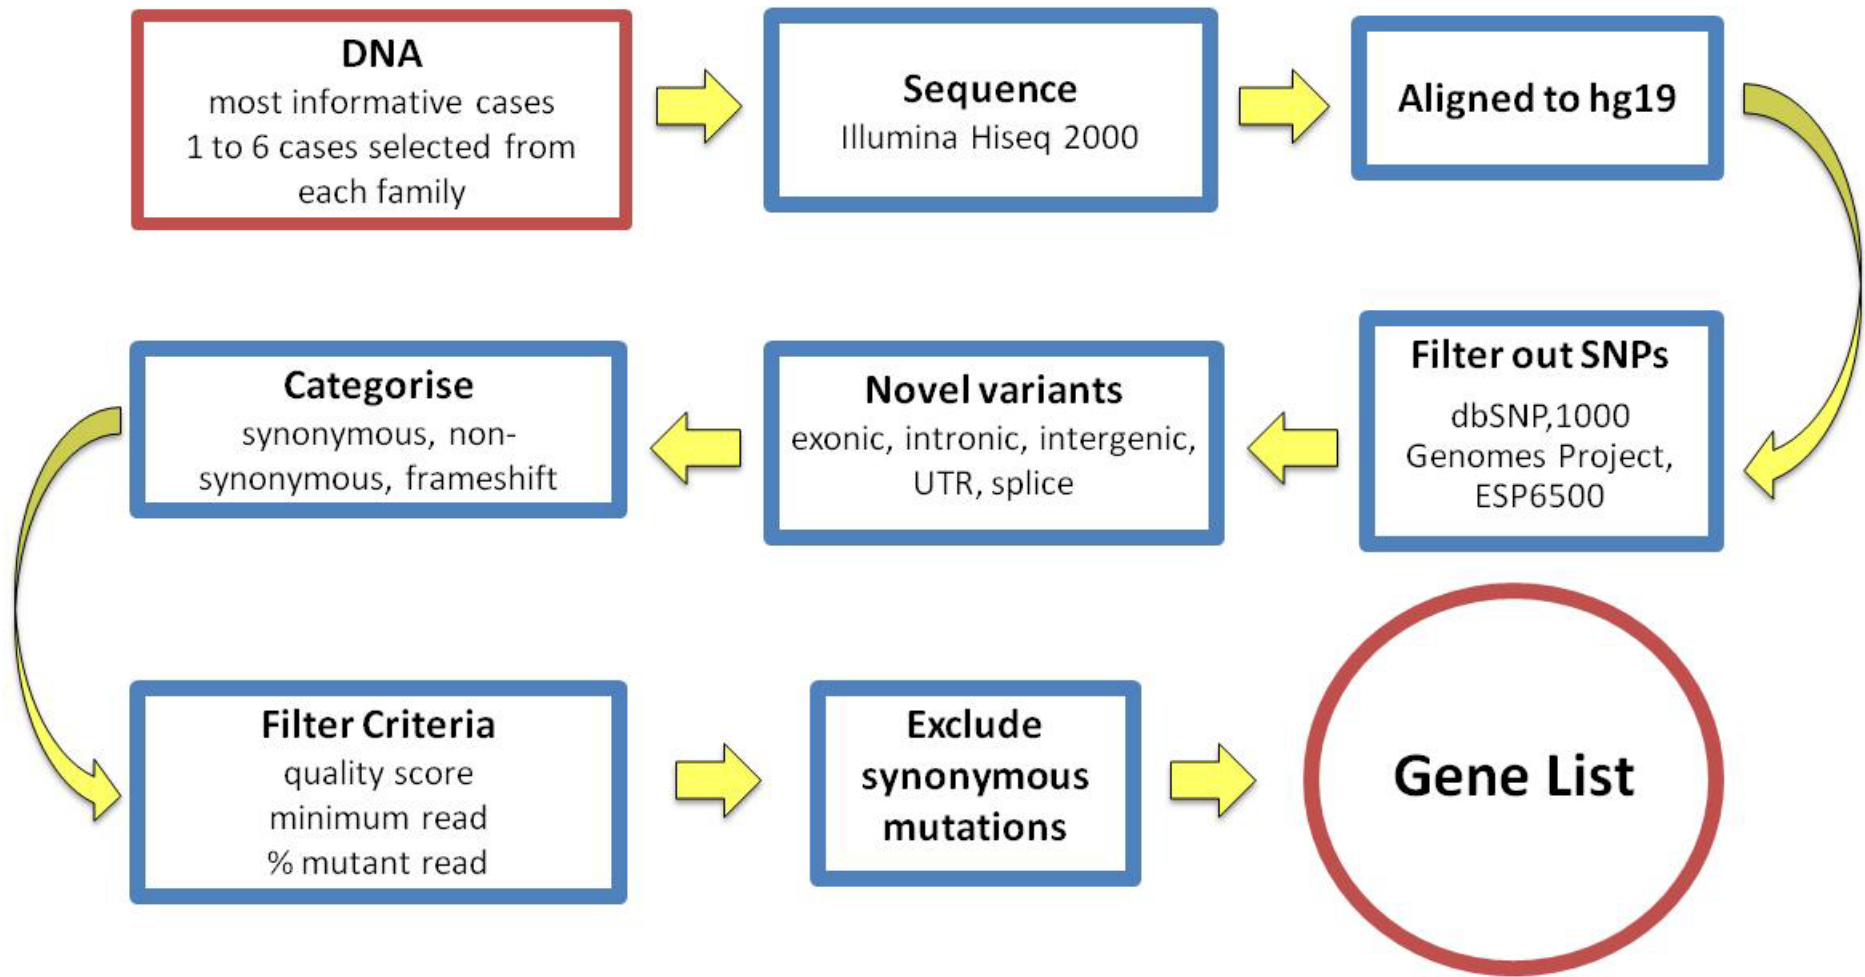 DNA
most informative cases
1 to 6 cases selected from
each family
Sequence
Illumina Hiseq 2000
Aligned to hg19
Filter out SNPs
dbSNP,1000
Genomes Project,
ESP6500
Novel variants
exonic, intronic, intergenic,
UTR, splice
Categorise
synonymous, non-
synonymous, frameshift
Filter Criteria
quality score
minimum read
% mutant read
Exclude
synonymous
mutations
Gene List